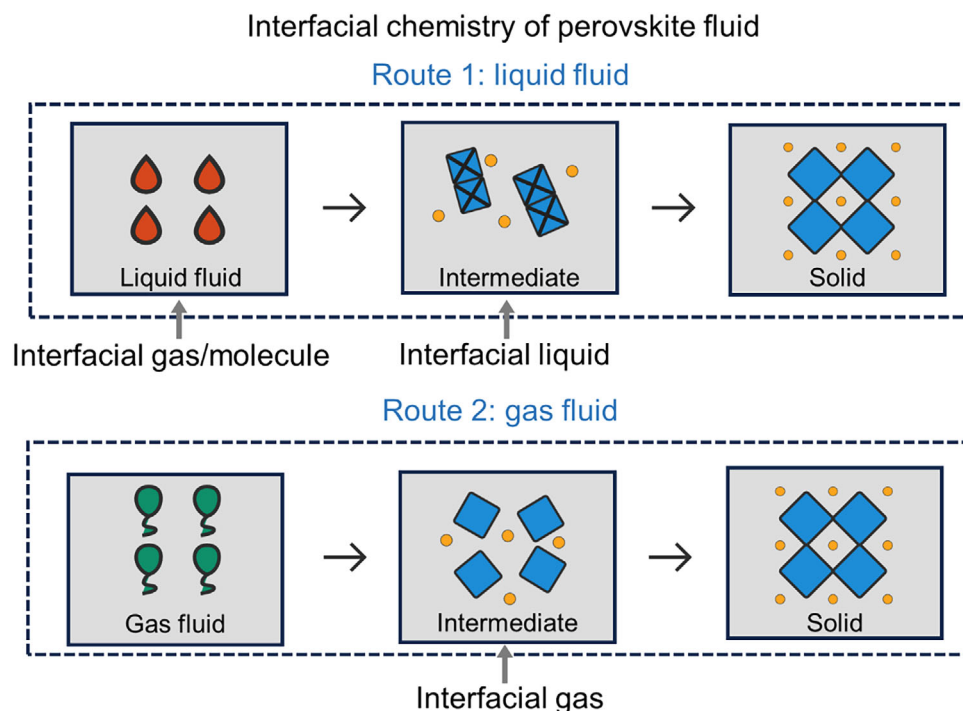 Interfacial chemistry of perovskite fluid
Route 1: liquid fluid
Liquid fluid
Intermediate
Solid
Interfacial gas/molecule
Interfacial liquid
Route 2: gas fluid
Gas fluid
Intermediate
Solid
Interfacial gas